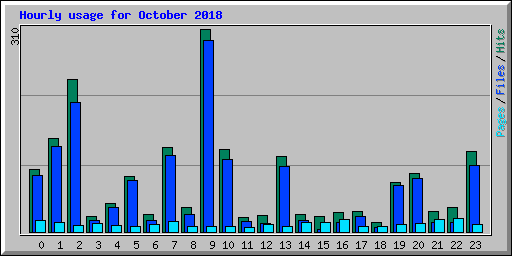 Hourly usage for October 2018
310
Pages/Files/Hits
0 1 2 3 4 5 6 7 8 9 10 11 12 13 14 15 16 17 18 19 20 21 22 23